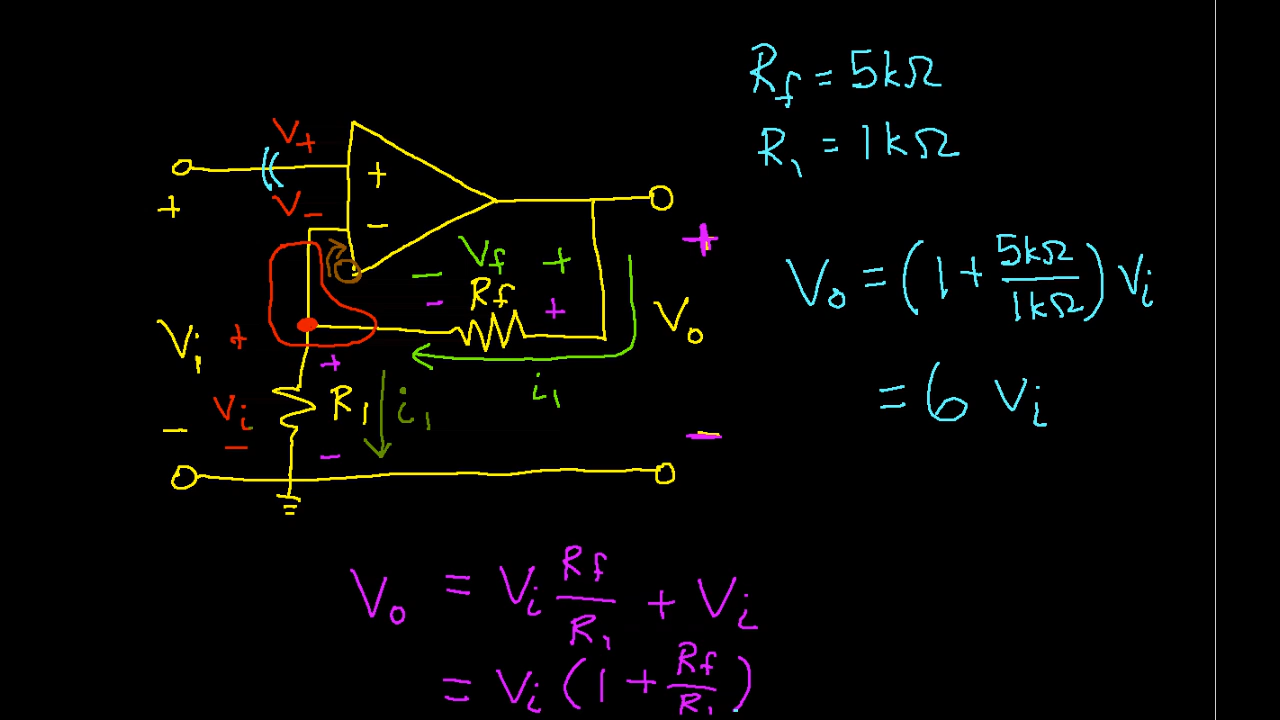 Rf = 5kΩ
R₁ = 1kΩ
V+
+
V-
+
-
- Vf +
- Rf +
+
Vo
Vi +
+
Vi
R₁
i₁
i₁
-
-
-
-
Vo = (1 + 5kΩ/1kΩ) Vi
= 6 Vi
Vo = Vi Rf/R₁ + Vi
= Vi (1 + Rf/R₁)